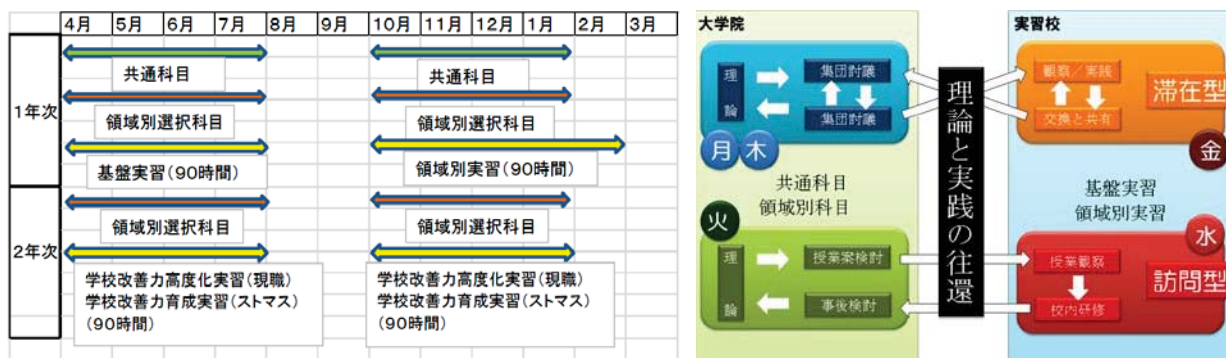 4月 5月 6月 7月 8月 9月 10月 11月 12月 1月 2月 3月
1年次
共通科目
共通科目
領域別選択科目
領域別選択科目
基盤実習(90時間)
領域別実習(90時間)
2年次
領域別選択科目
領域別選択科目
学校改善力高度化実習(現職)
学校改善力育成実習(ストマス)
(90時間)
学校改善力高度化実習(現職)
学校改善力育成実習(ストマス)
(90時間)
大学院
理論
集団討議
集団討議
月 木
共通科目
領域別科目
火
理論
授業案検討
事後検討
理論と実践の往還
実習校
観察/実践
交換と共有
滞在型
金
基盤実習
領域別実習
水
授業観察
校内研修
訪問型